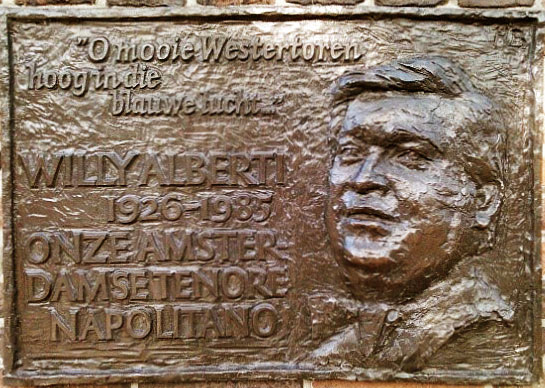 "O mooie Westertoren
hoog in die
blauwe lucht..."
WILLY ALBERTI
1926-1985
ONZE AMSTER-
DAMSE TENORE
NAPOLITANO